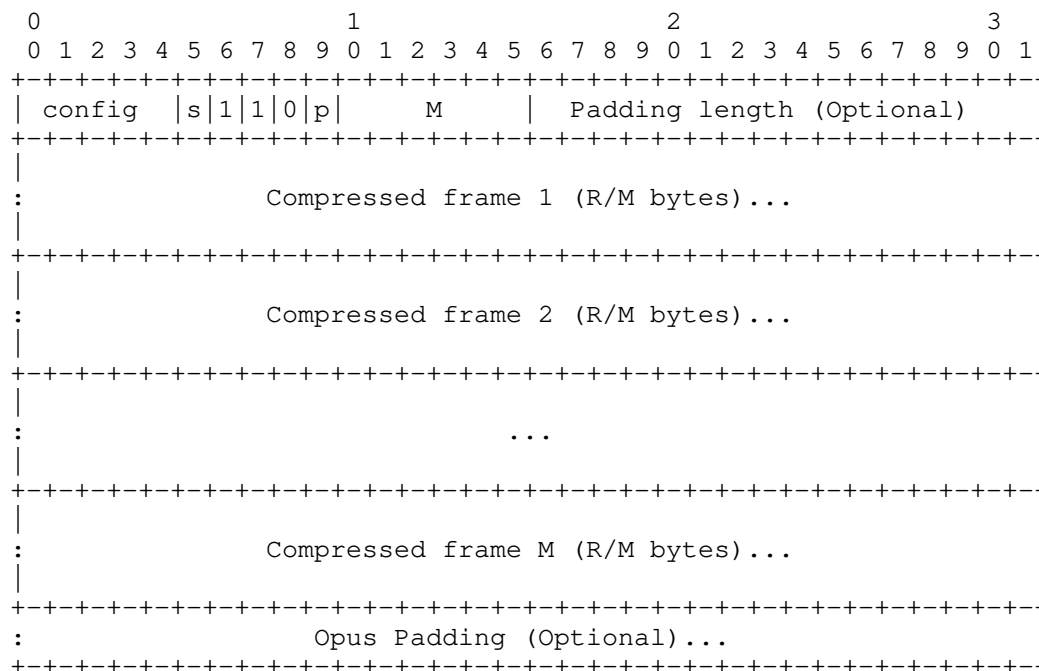 0                   1                   2                   3
 0 1 2 3 4 5 6 7 8 9 0 1 2 3 4 5 6 7 8 9 0 1 2 3 4 5 6 7 8 9 0 1
+-+-+-+-+-+-+-+-+-+-+-+-+-+-+-+-+-+-+-+-+-+-+-+-+-+-+-+-+-+-+-+-
| config  |s|1|1|0|p|     M     |  Padding length (Optional)
+-+-+-+-+-+-+-+-+-+-+-+-+-+-+-+-+-+-+-+-+-+-+-+-+-+-+-+-+-+-+-+-
|
:               Compressed frame 1 (R/M bytes)...
|
+-+-+-+-+-+-+-+-+-+-+-+-+-+-+-+-+-+-+-+-+-+-+-+-+-+-+-+-+-+-+-+-
|
:               Compressed frame 2 (R/M bytes)...
|
+-+-+-+-+-+-+-+-+-+-+-+-+-+-+-+-+-+-+-+-+-+-+-+-+-+-+-+-+-+-+-+-
|
:                              ...
|
+-+-+-+-+-+-+-+-+-+-+-+-+-+-+-+-+-+-+-+-+-+-+-+-+-+-+-+-+-+-+-+-
|
:               Compressed frame M (R/M bytes)...
|
+-+-+-+-+-+-+-+-+-+-+-+-+-+-+-+-+-+-+-+-+-+-+-+-+-+-+-+-+-+-+-+-
:                  Opus Padding (Optional)...
+-+-+-+-+-+-+-+-+-+-+-+-+-+-+-+-+-+-+-+-+-+-+-+-+-+-+-+-+-+-+-+-